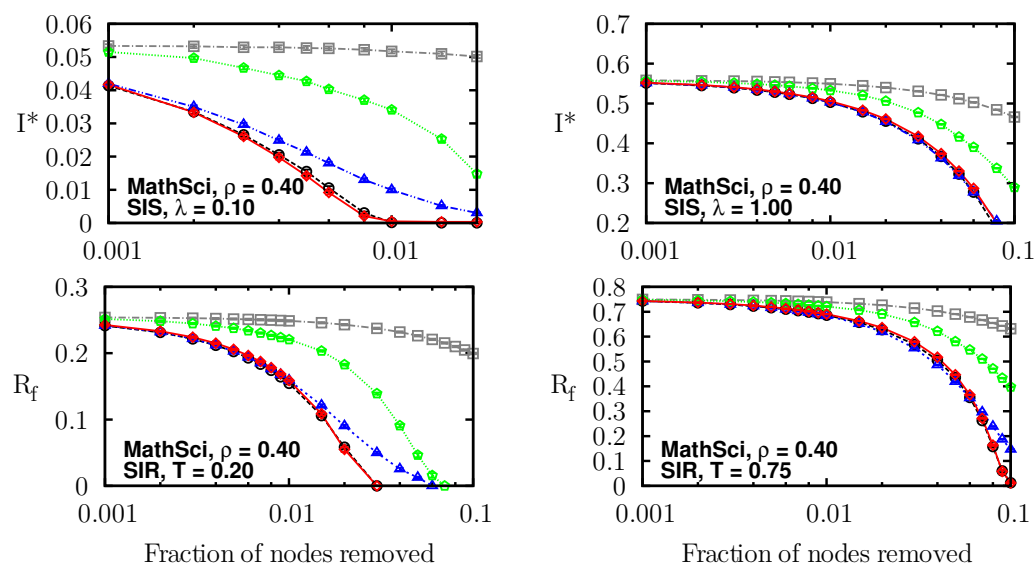 0.06
0.05
0.04
0.03
0.02
0.01
0
I*
MathSci, ρ = 0.40
SIS, λ = 0.10
0.001
0.01
0.7
0.6
0.5
0.4
0.3
0.2
I*
MathSci, ρ = 0.40
SIS, λ = 1.00
0.001
0.01
0.1
0.3
0.2
0.1
0
R_f
MathSci, ρ = 0.40
SIR, T = 0.20
0.001
0.01
0.1
Fraction of nodes removed
0.8
0.7
0.6
0.5
0.4
0.3
0.2
0.1
0
R_f
MathSci, ρ = 0.40
SIR, T = 0.75
0.001
0.01
0.1
Fraction of nodes removed